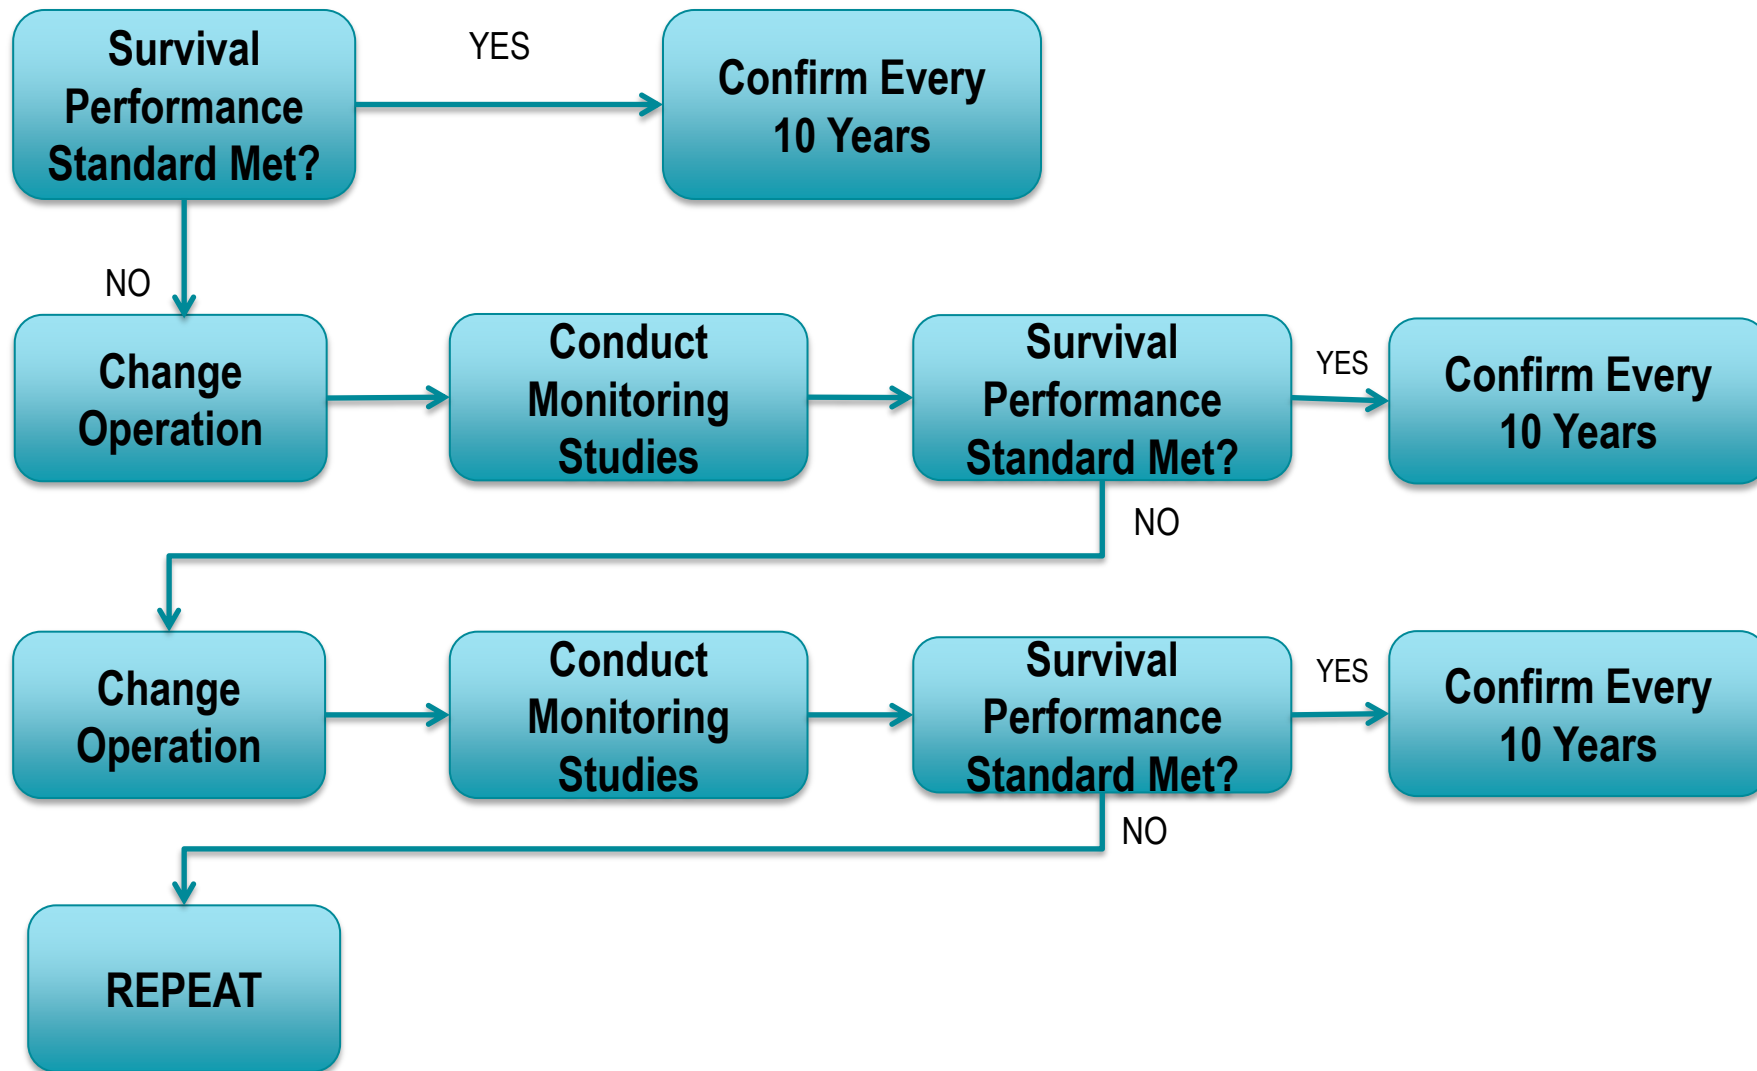 Survival
Performance
Standard Met?
YES
Confirm Every
10 Years
NO
Change
Operation
Conduct
Monitoring
Studies
Survival
Performance
Standard Met?
YES
Confirm Every
10 Years
NO
Change
Operation
Conduct
Monitoring
Studies
Survival
Performance
Standard Met?
YES
Confirm Every
10 Years
NO
REPEAT